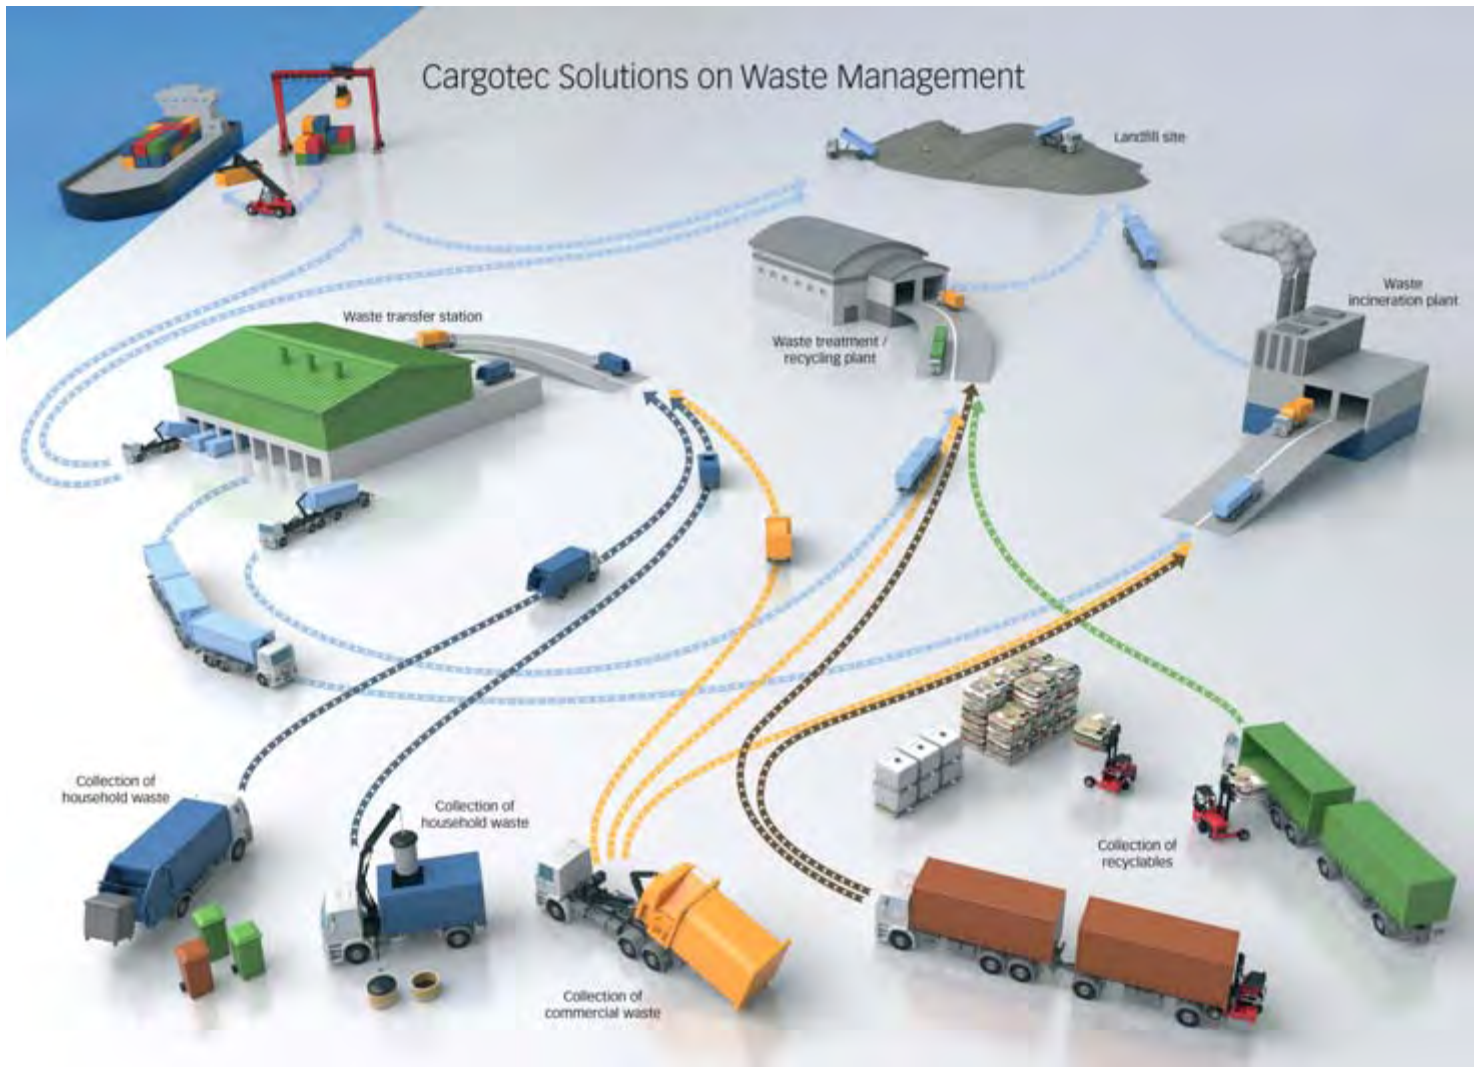 Cargotec Solutions on Waste Management
Landfill site
Waste
incineration plant
Waste transfer station
Waste treatment /
recycling plant
Collection of
household waste
Collection of
household waste
Collection of
recyclables
Collection of
commercial waste